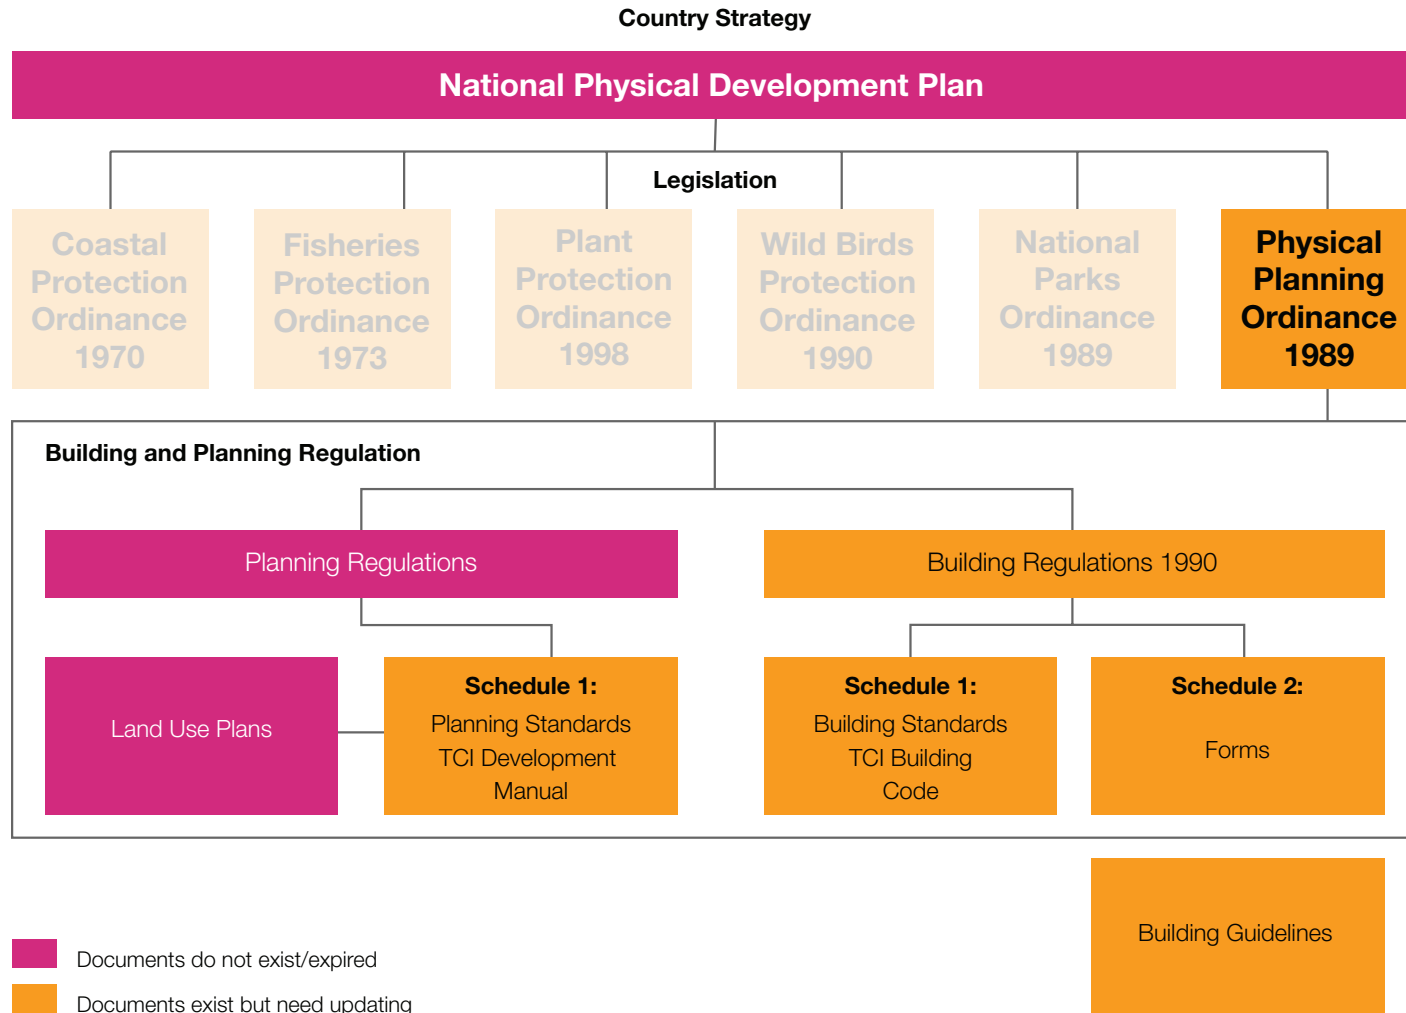 Country Strategy
National Physical Development Plan
Legislation
Coastal
Protection
Ordinance
1970
Fisheries
Protection
Ordinance
1973
Plant
Protection
Ordinance
1998
Wild Birds
Protection
Ordinance
1990
National
Parks
Ordinance
1989
Physical
Planning
Ordinance
1989
Building and Planning Regulation
Planning Regulations
Building Regulations 1990
Land Use Plans
Schedule 1:
Planning Standards
TCI Development
Manual
Schedule 1:
Building Standards
TCI Building
Code
Schedule 2:
Forms
Building Guidelines
Documents do not exist/expired
Documents exist but need updating